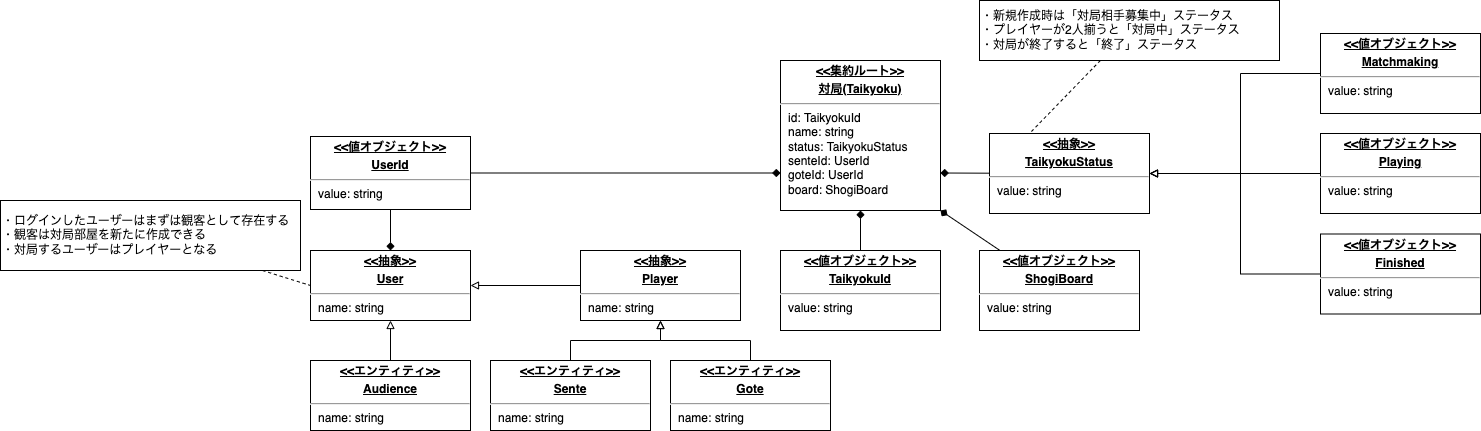 ・新規作成時は「対局相手募集中」ステータス
・プレイヤーが2人揃うと「対局中」ステータス
・対局が終了すると「終了」ステータス
<<値オブジェクト>>
Matchmaking
value: string
<<集約ルート>>
対局(Taikyoku)
id: TaikyokuId
name: string
status: TaikyokuStatus
senteId: UserId
goteId: UserId
board: ShogiBoard
<<値オブジェクト>>
UserId
value: string
<<抽象>>
TaikyokuStatus
value: string
<<値オブジェクト>>
Playing
value: string
・ログインしたユーザーはまずは観客として存在する
・観客は対局部屋を新たに作成できる
・対局するユーザーはプレイヤーとなる
<<抽象>>
User
name: string
<<抽象>>
Player
name: string
<<値オブジェクト>>
TaikyokuId
value: string
<<値オブジェクト>>
ShogiBoard
value: string
<<値オブジェクト>>
Finished
value: string
<<エンティティ>>
Audience
name: string
<<エンティティ>>
Sente
name: string
<<エンティティ>>
Gote
name: string